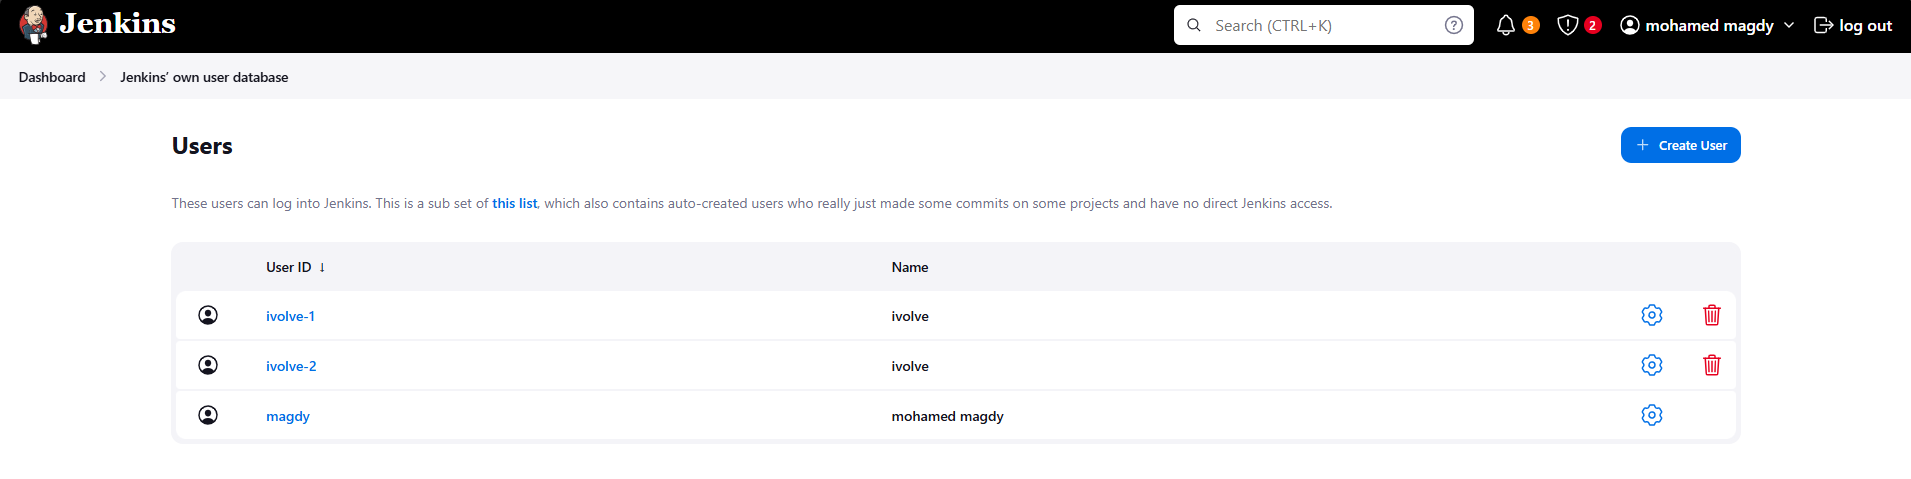 Jenkins
Search (CTRL+K)
3
2
mohamed magdy
log out
Dashboard
Jenkins’ own user database
Users
Create User
These users can log into Jenkins. This is a sub set of this list, which also contains auto-created users who really just made some commits on some projects and have no direct Jenkins access.
User ID ↓ Name
ivolve-1 ivolve
ivolve-2 ivolve
magdy mohamed magdy